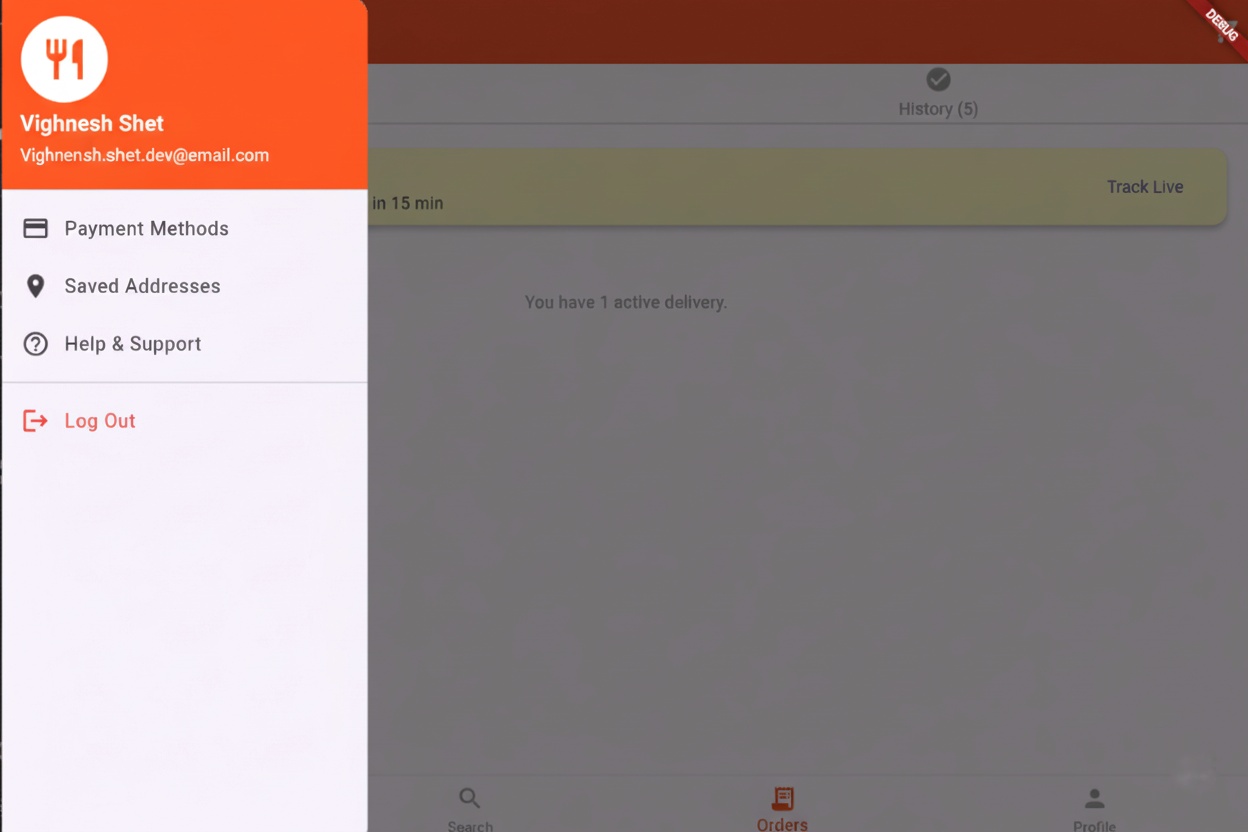 DEBUG
Vighnesh Shet
Vighnensh.shet.dev@email.com
Payment Methods
Saved Addresses
Help & Support
Log Out
History (5)
in 15 min
Track Live
You have 1 active delivery.
Search
Orders
Profile